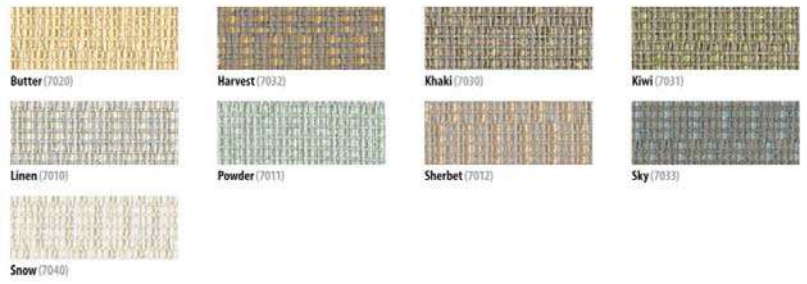 Butter (7020)
Harvest (7032)
Khaki (7030)
Kiwi (7031)
Linen (7010)
Powder (7011)
Sherbet (7012)
Sky (7033)
Snow (7040)